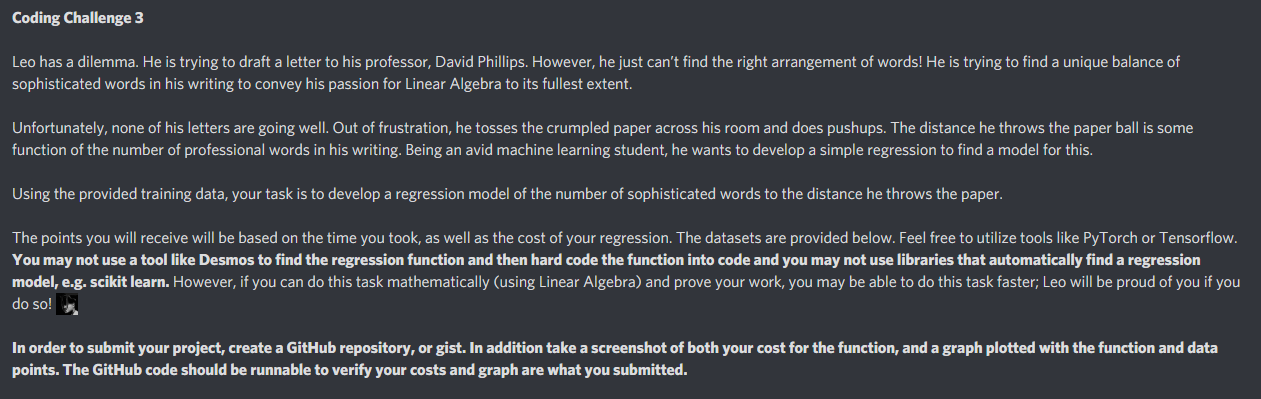 Coding Challenge 3
Leo has a dilemma. He is trying to draft a letter to his professor, David Phillips. However, he just can’t find the right arrangement of words! He is trying to find a unique balance of
sophisticated words in his writing to convey his passion for Linear Algebra to its fullest extent.
Unfortunately, none of his letters are going well. Out of frustration, he tosses the crumpled paper across his room and does pushups. The distance he throws the paper ball is some
function of the number of professional words in his writing. Being an avid machine learning student, he wants to develop a simple regression to find a model for this.
Using the provided training data, your task is to develop a regression model of the number of sophisticated words to the distance he throws the paper.
The points you will receive will be based on the time you took, as well as the cost of your regression. The datasets are provided below. Feel free to utilize tools like PyTorch or Tensorflow.
You may not use a tool like Desmos to find the regression function and then hard code the function into code and you may not use libraries that automatically find a regression
model, e.g. scikit learn. However, if you can do this task mathematically (using Linear Algebra) and prove your work, you may be able to do this task faster; Leo will be proud of you if you
do so!
In order to submit your project, create a GitHub repository, or gist. In addition take a screenshot of both your cost for the function, and a graph plotted with the function and data
points. The GitHub code should be runnable to verify your costs and graph are what you submitted.